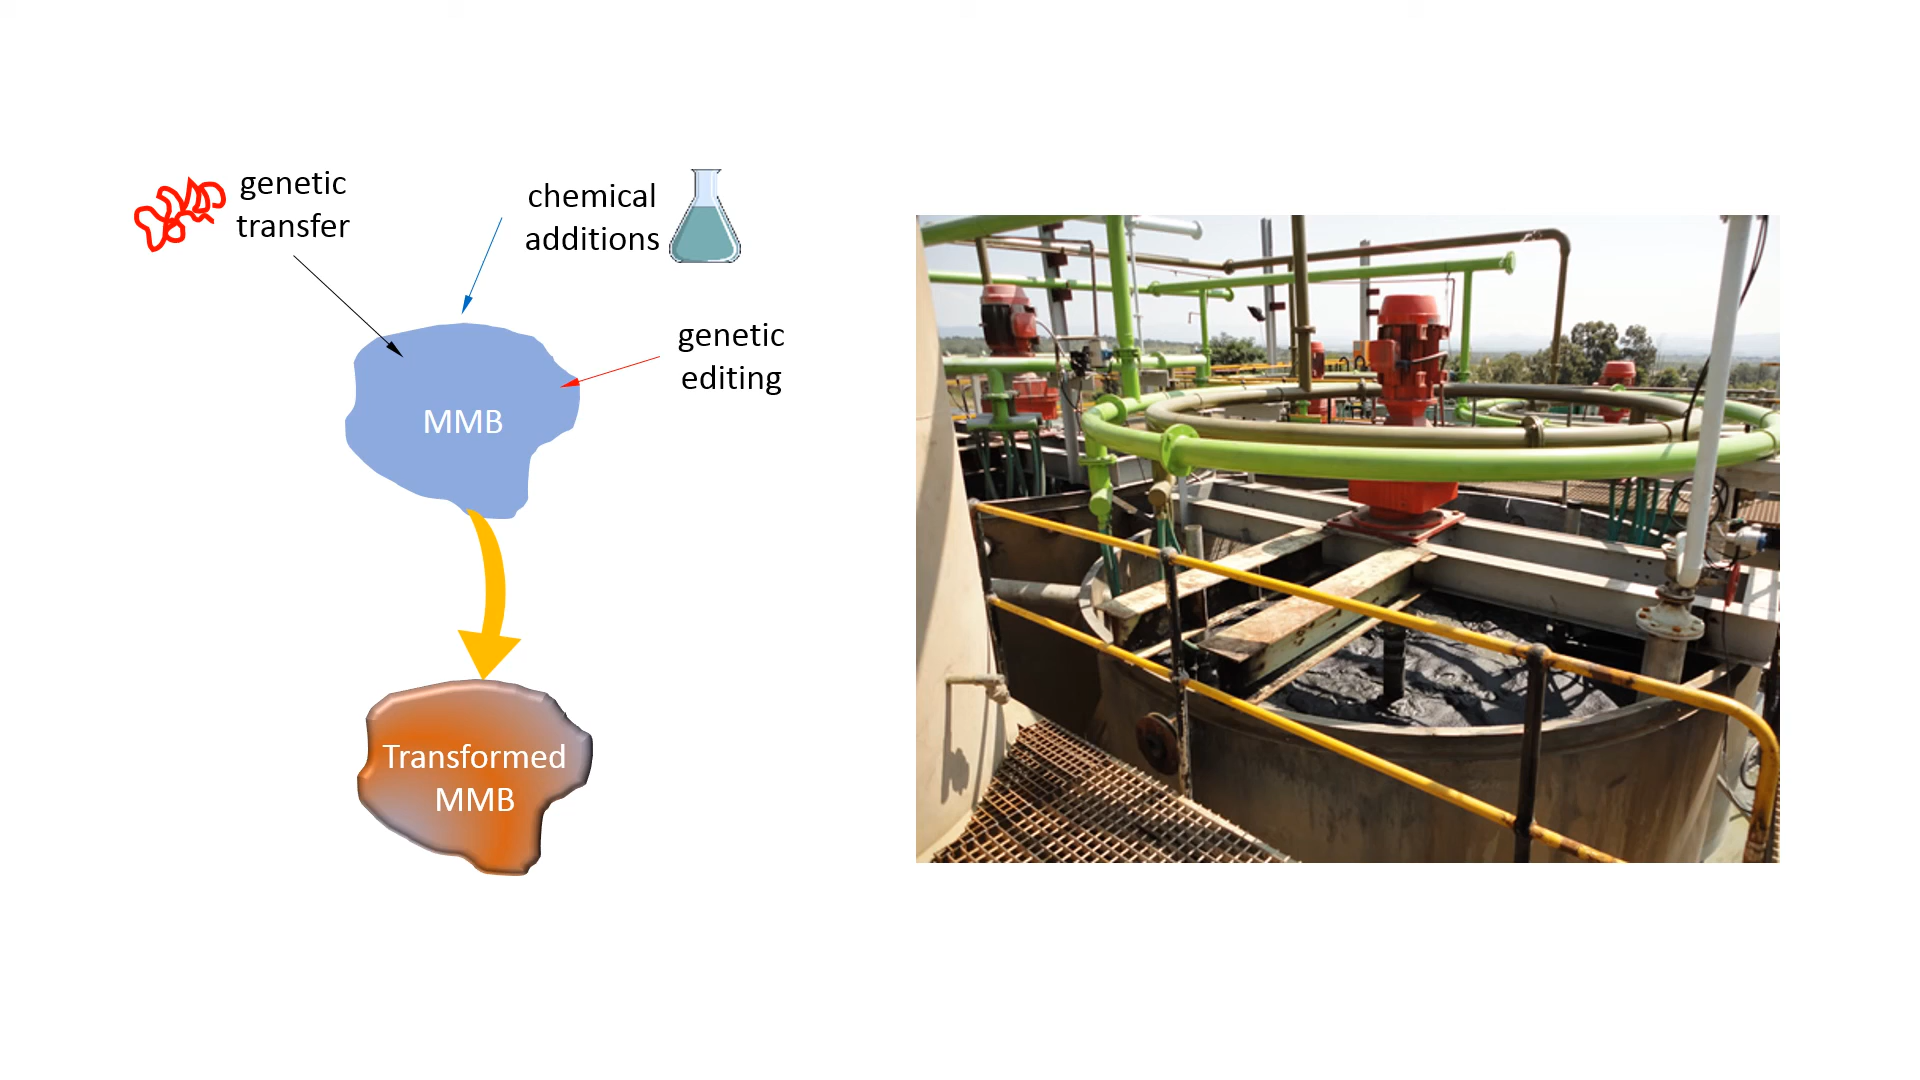 genetic
transfer
chemical
additions
genetic
editing
MMB
Transformed
MMB